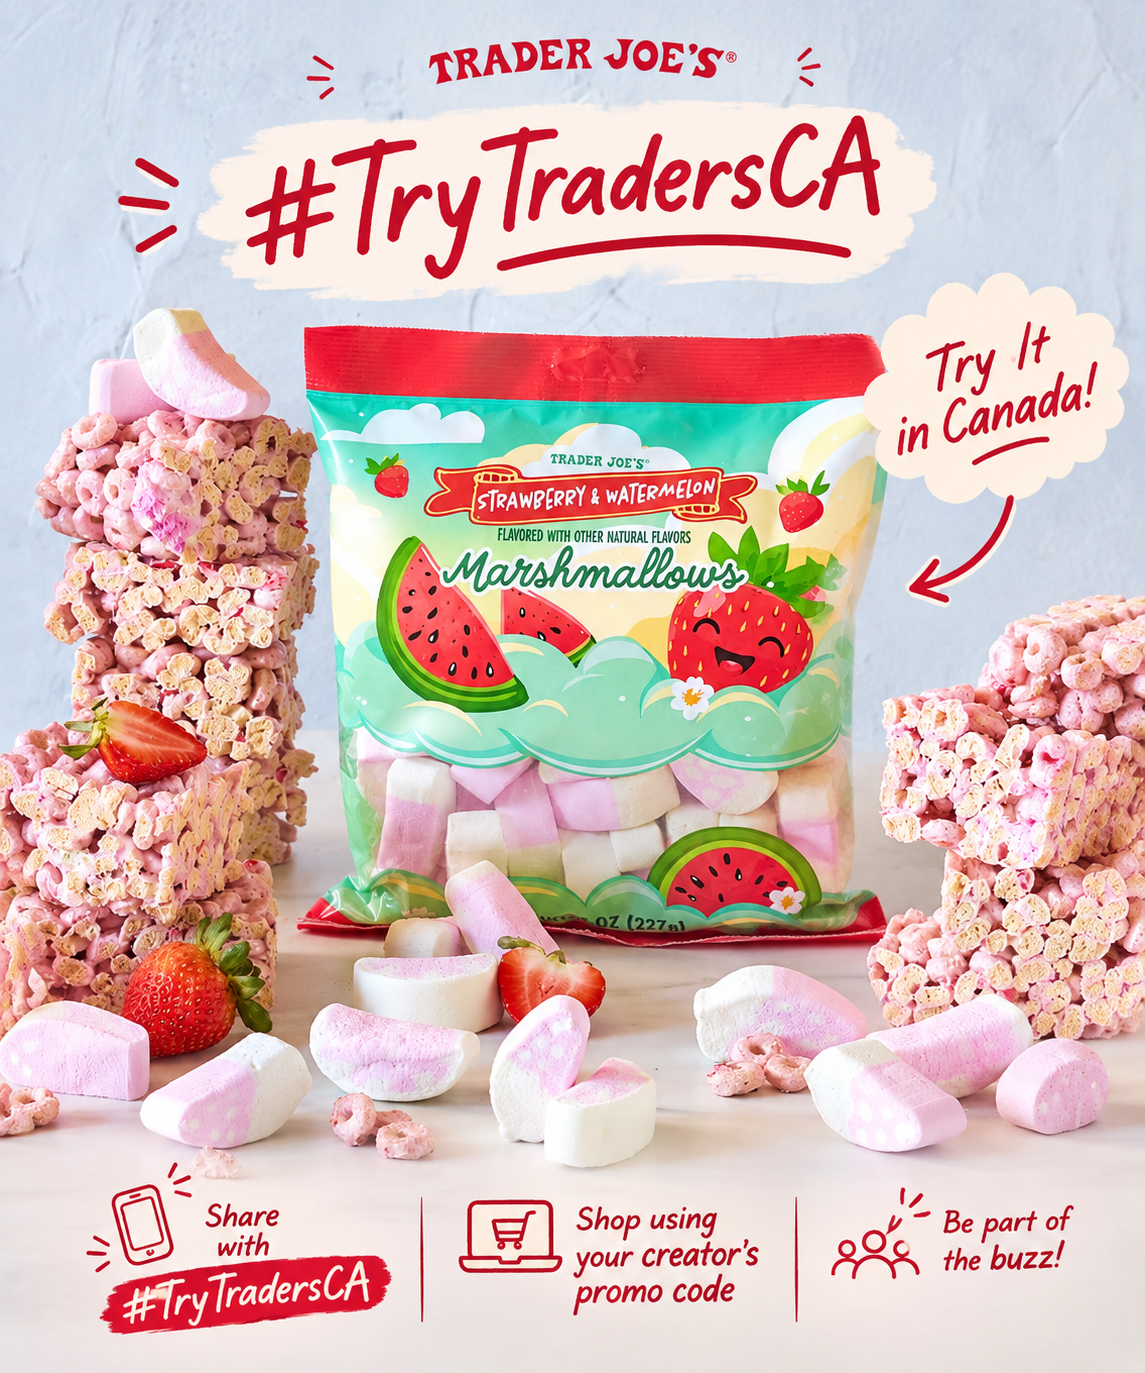 TRADER JOE'S®
#TryTradersCA
Try It
in Canada!
TRADER JOE'S®
STRAWBERRY & WATERMELON
FLAVORED WITH OTHER NATURAL FLAVORS
Marshmallows
OZ (227g)
Share
with
#TryTradersCA
Shop using
your creator's
promo code
Be part of
the buzz!